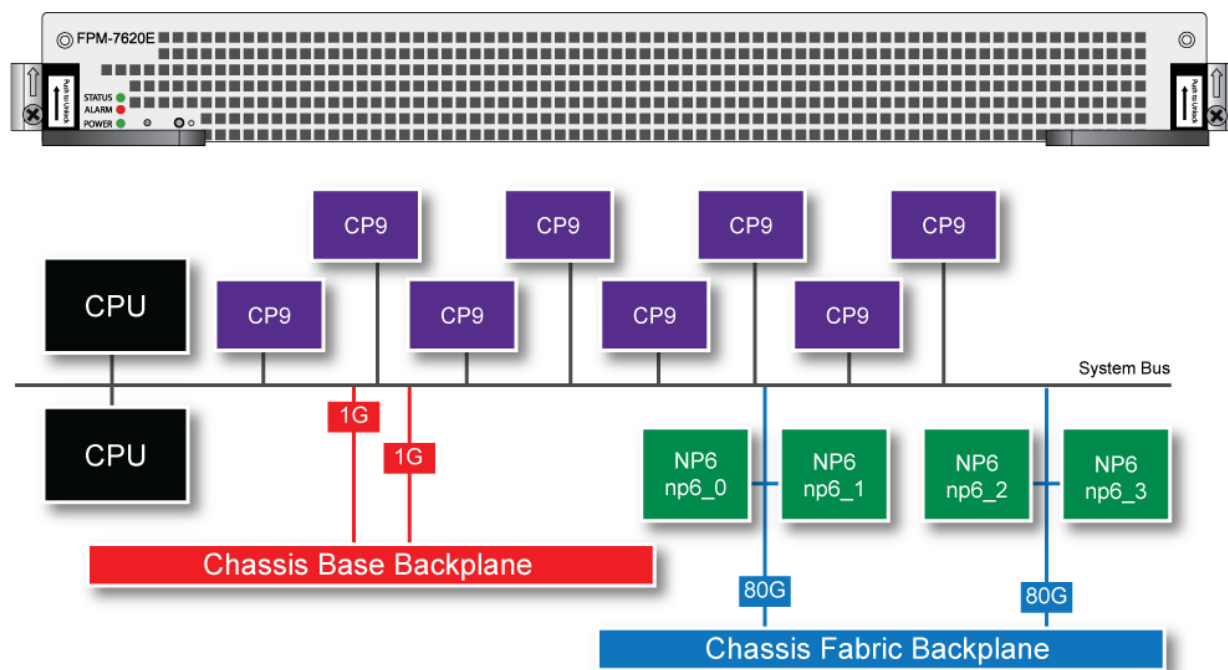 FPM-7620E
STATUS
ALARM
POWER
Push to Unlock
Push to Unlock
CP9
CP9
CP9
CP9
CPU
CP9
CP9
CP9
CP9
System Bus
CPU
1G
1G
NP6
np6_0
NP6
np6_1
NP6
np6_2
NP6
np6_3
Chassis Base Backplane
80G
80G
Chassis Fabric Backplane